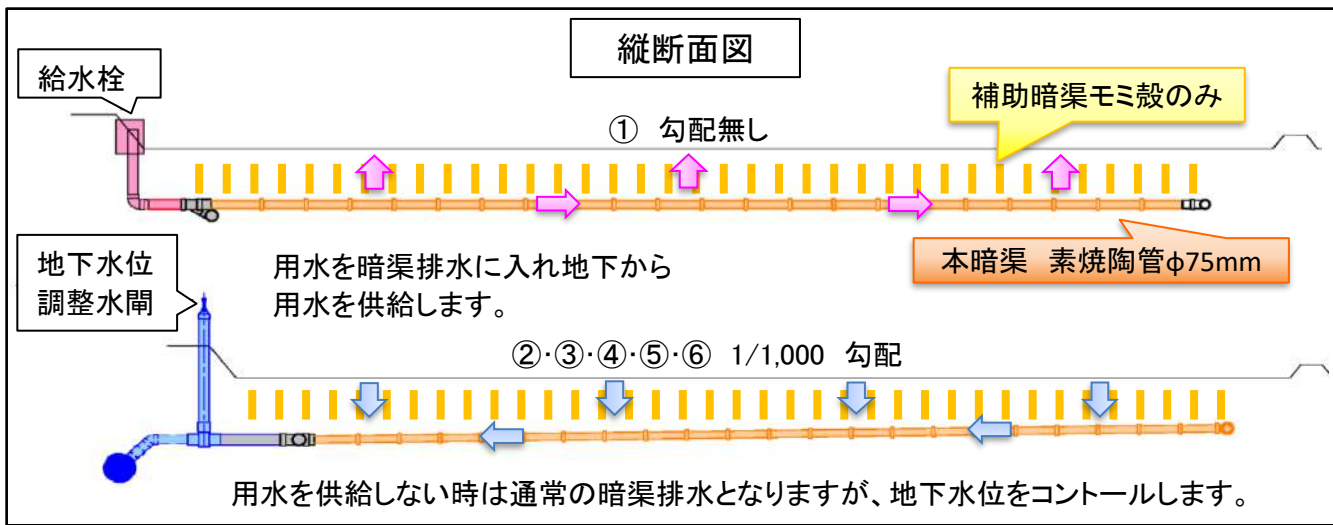 縦断面図
給水栓
補助暗渠モミ殻のみ
① 勾配無し
本暗渠 素焼陶管φ75mm
地下水位
調整水閘
用水を暗渠排水に入れ地下から
用水を供給します。
②・③・④・⑤・⑥ 1/1,000 勾配
用水を供給しない時は通常の暗渠排水となりますが、地下水位をコントールします。